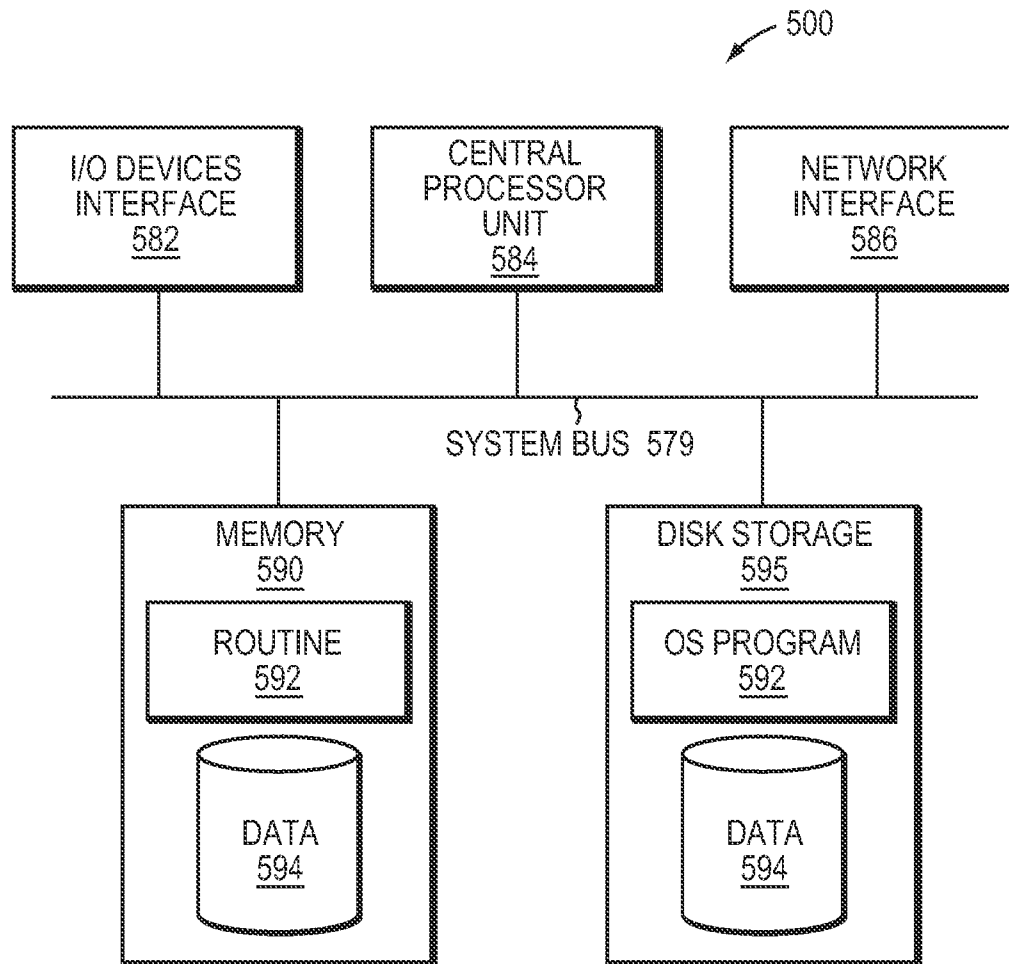 500
I/O DEVICES
INTERFACE
582
CENTRAL
PROCESSOR
UNIT
584
NETWORK
INTERFACE
586
SYSTEM BUS 579
MEMORY
590
ROUTINE
592
DATA
594
DISK STORAGE
595
OS PROGRAM
592
DATA
594